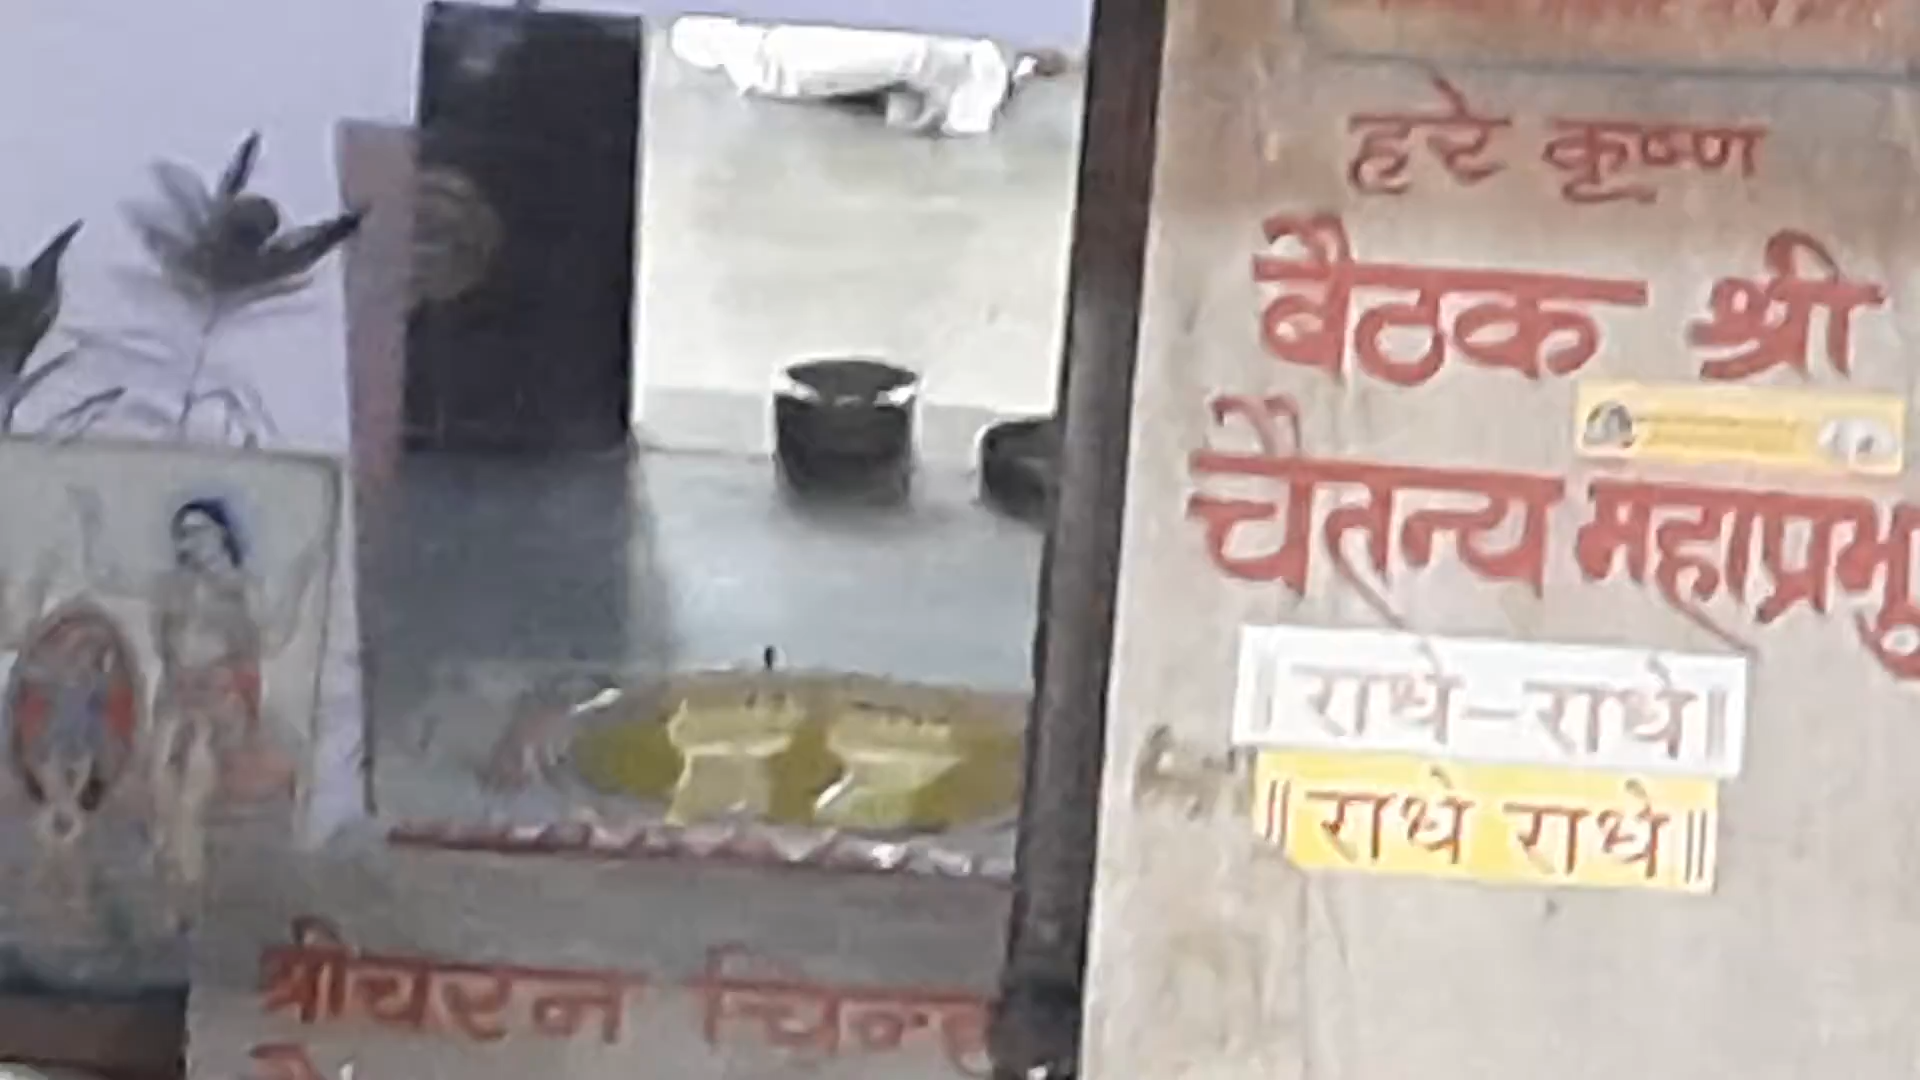 हरे कृष्ण
बैठक श्री
चैतन्य महाप्रभु
॥ राधे-राधे॥
॥ राधे राधे॥
श्रीचरन चिन्ह